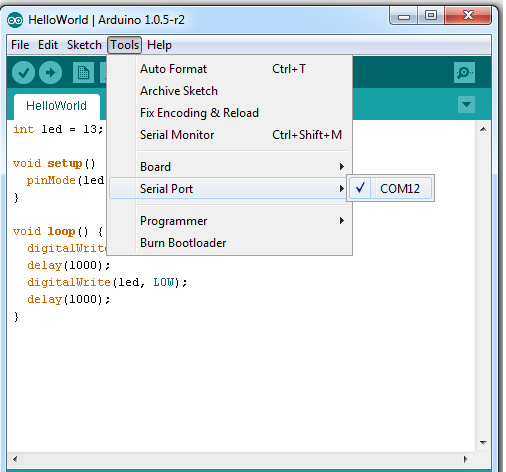 HelloWorld | Arduino 1.0.5-r2
File Edit Sketch Tools Help
Auto Format Ctrl+T
Archive Sketch
Fix Encoding & Reload
Serial Monitor Ctrl+Shift+M
Board
Serial Port
COM12
Programmer
Burn Bootloader
HelloWorld
int led = 13;
void setup()
pinMode(led
}
void loop() {
digitalWrit
delay(1000);
digitalWrite(led, LOW);
delay(1000);
}